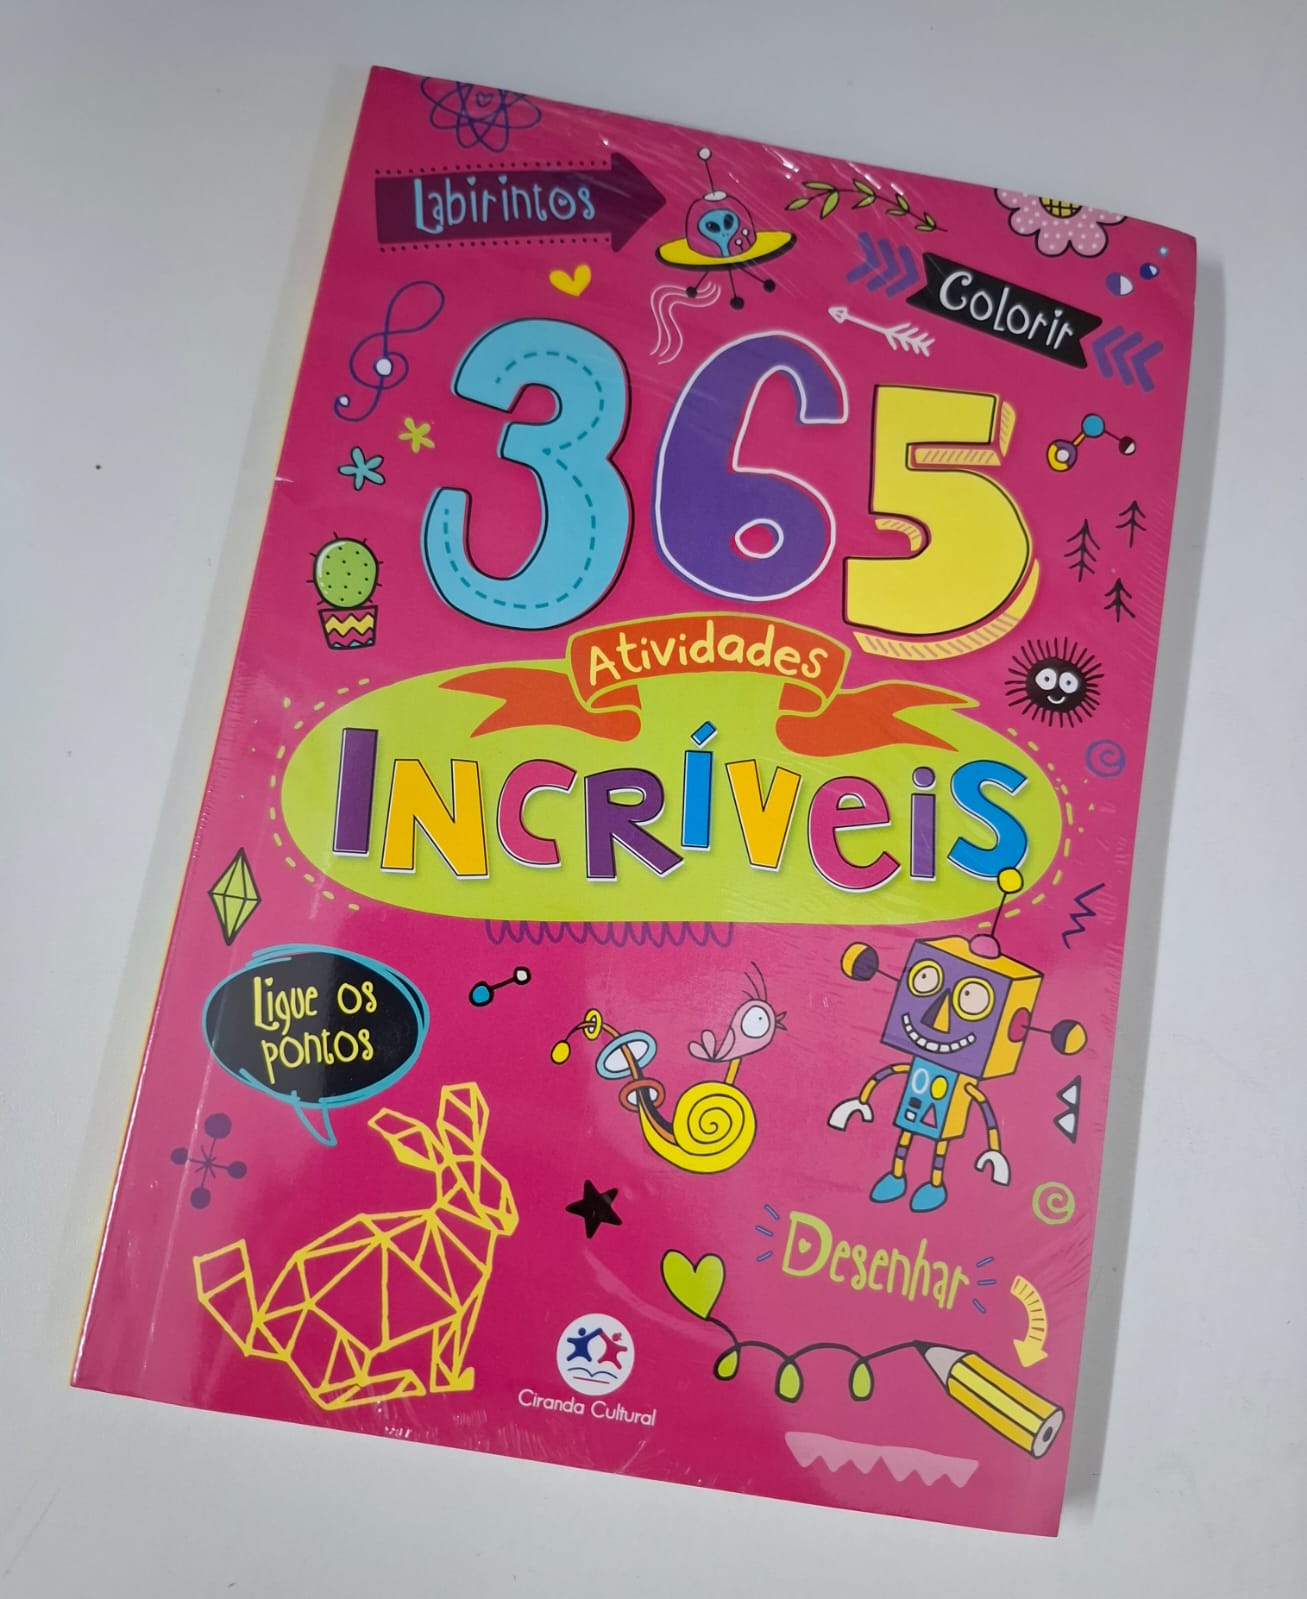 Labirintos
Colorir
365
Atividades
INCRÍVeiS
Ligue os
pontos
Desenhar
Ciranda Cultural